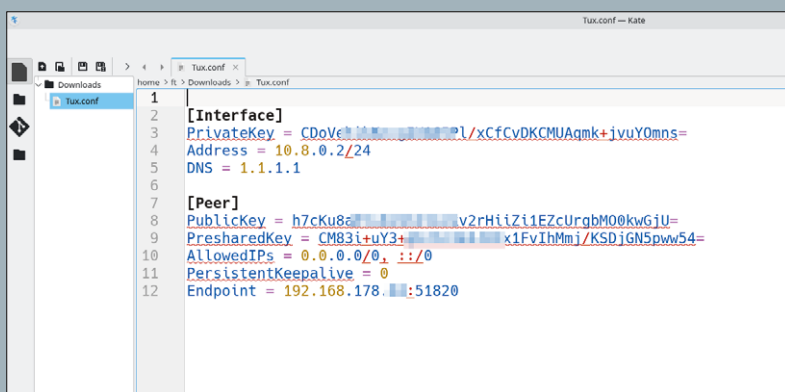 Tux.conf — Kate
Tux.conf
Downloads
home > ft > Downloads > Tux.conf
Tux.conf
1
2 [Interface]
3 PrivateKey = CDoVe l/xCfCvDKCMUAqmk+jvuYOmns=
4 Address = 10.8.0.2/24
5 DNS = 1.1.1.1
6
7 [Peer]
8 PublicKey = h7cKu8a v2rHiiZi1EZcUrgbMO0kwGjU=
9 PresharedKey = CM83i+uY3+ x1FvIhMmj/KSDjGN5pww54=
10 AllowedIPs = 0.0.0.0/0, ::/0
11 PersistentKeepalive = 0
12 Endpoint = 192.168.178. :51820